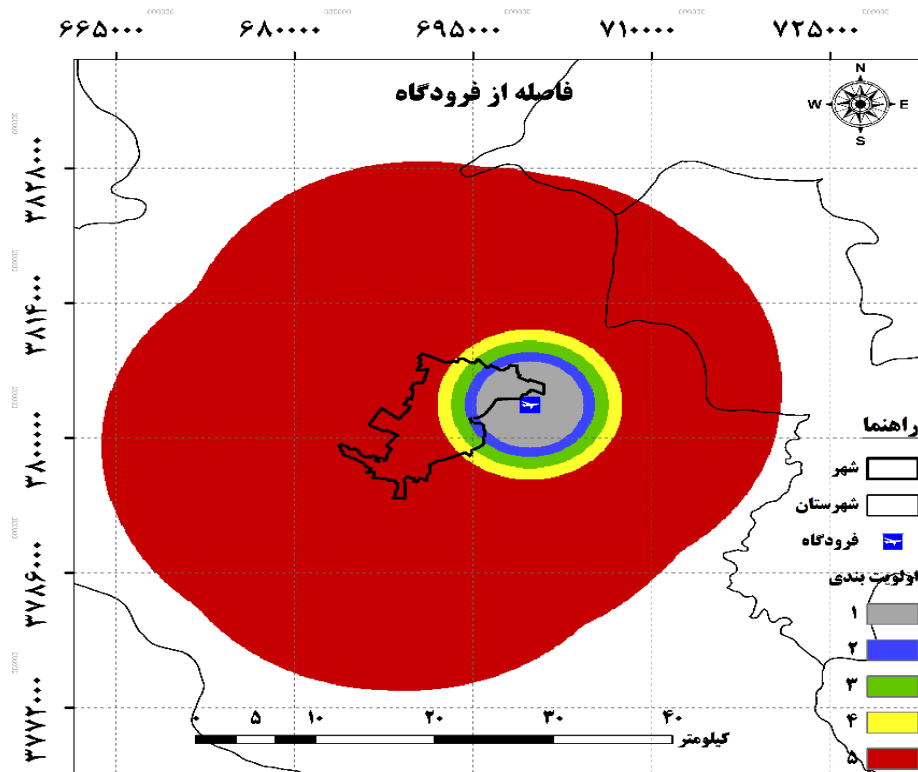 ۶۶۵۰۰۰ ۶۸۰۰۰۰ ۶۹۵۰۰۰ ۷۱۰۰۰۰ ۷۲۵۰۰۰
فاصله از فرودگاه
N
W E
S
۳۸۲۸۰۰۰
۳۸۱۴۰۰۰
۳۸۰۰۰۰۰
۳۷۸۶۰۰۰
۳۷۷۲۰۰۰
راهنما
شهر
شهرستان
فرودگاه
اولویت بندی
۱
۲
۳
۴
۵
۰ ۵ ۱۰ ۲۰ ۳۰ ۴۰
کیلومتر